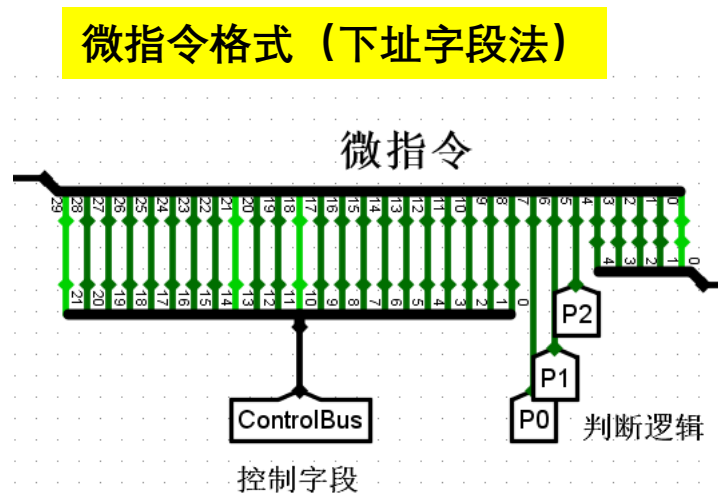 微指令格式（下址字段法）
微指令
29 28 27 26 25 24 23 22 21 20 19 18 17 16 15 14 13 12 11 10 9 8 7 6 5 4 3 2 1 0
21 20 19 18 17 16 15 14 13 12 11 10 9 8 7 6 5 4 3 2 1 0
4 3 2 1 0
P2
P1
ControlBus
P0
判断逻辑
控制字段